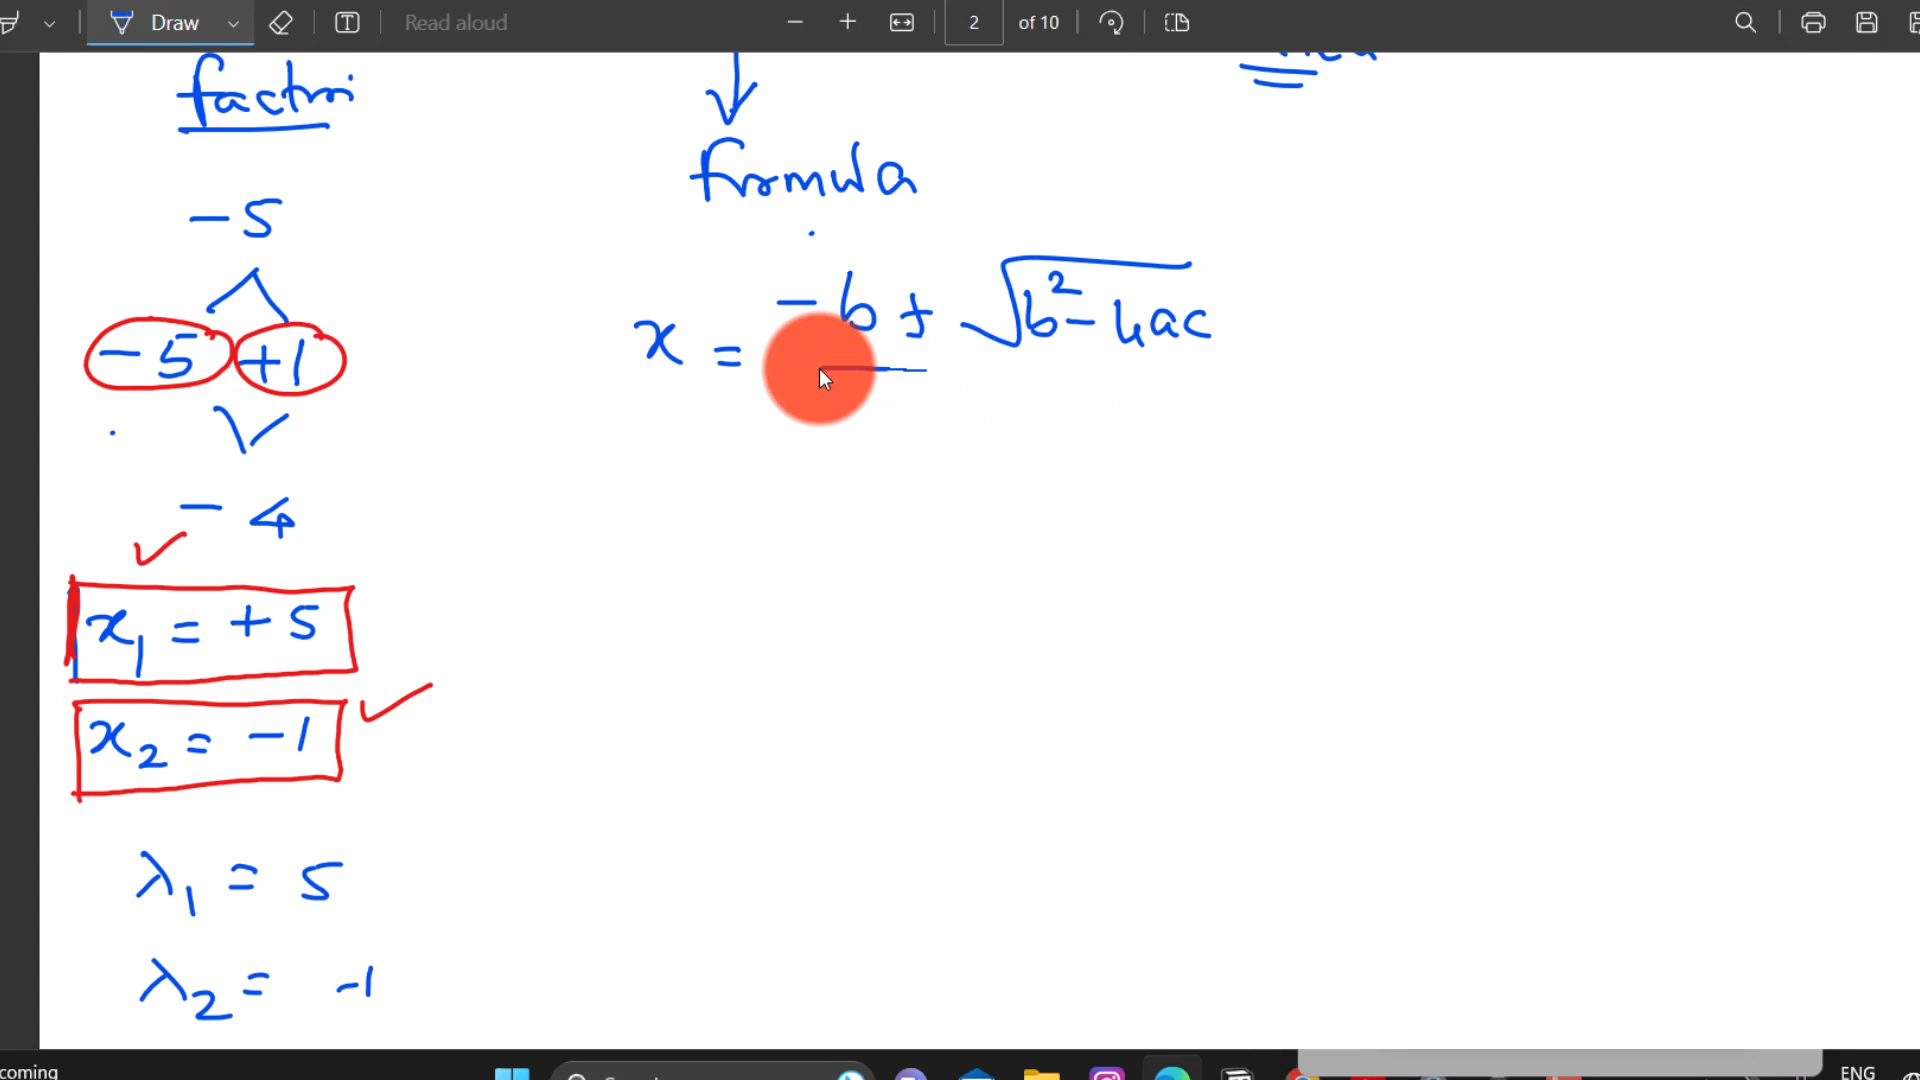 Draw
Read aloud
2 of 10
factri
- 5
- 5 + 1
- 4
x1 = + 5
x2 = - 1
λ1 = 5
λ2 = -1
formula
x = - b ± √b² - 4ac
coming
ENG